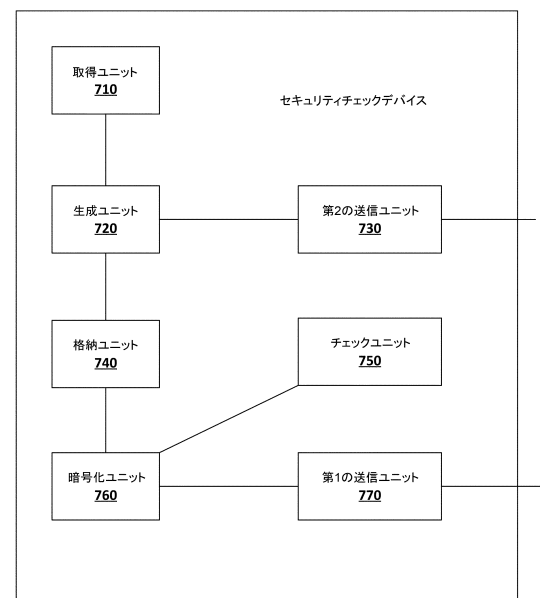 取得ユニット
710
セキュリティチェックデバイス
生成ユニット
720
第2の送信ユニット
730
格納ユニット
740
チェックユニット
750
暗号化ユニット
760
第1の送信ユニット
770